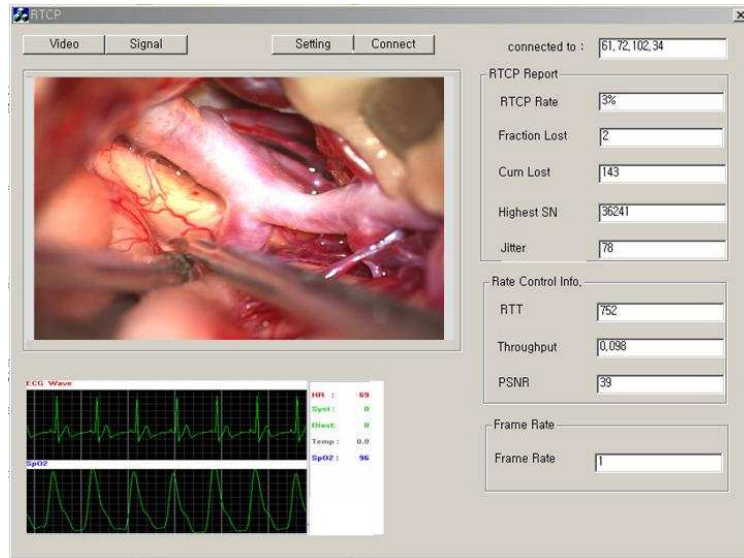 RTCP
Video Signal Setting Connect connected to : 61,72,102,34
RTCP Report
RTCP Rate 3%
Fraction Lost 2
Cum Lost 143
Highest SN 36241
Jitter 78
Rate Control Info,
RTT 752
Throughput 0,098
PSNR 39
Frame Rate
Frame Rate 1
ECG Wave
HR : 69
Syst : 0
Diast: 0
Temp : 0.0
SpO2 : 96
SpO2